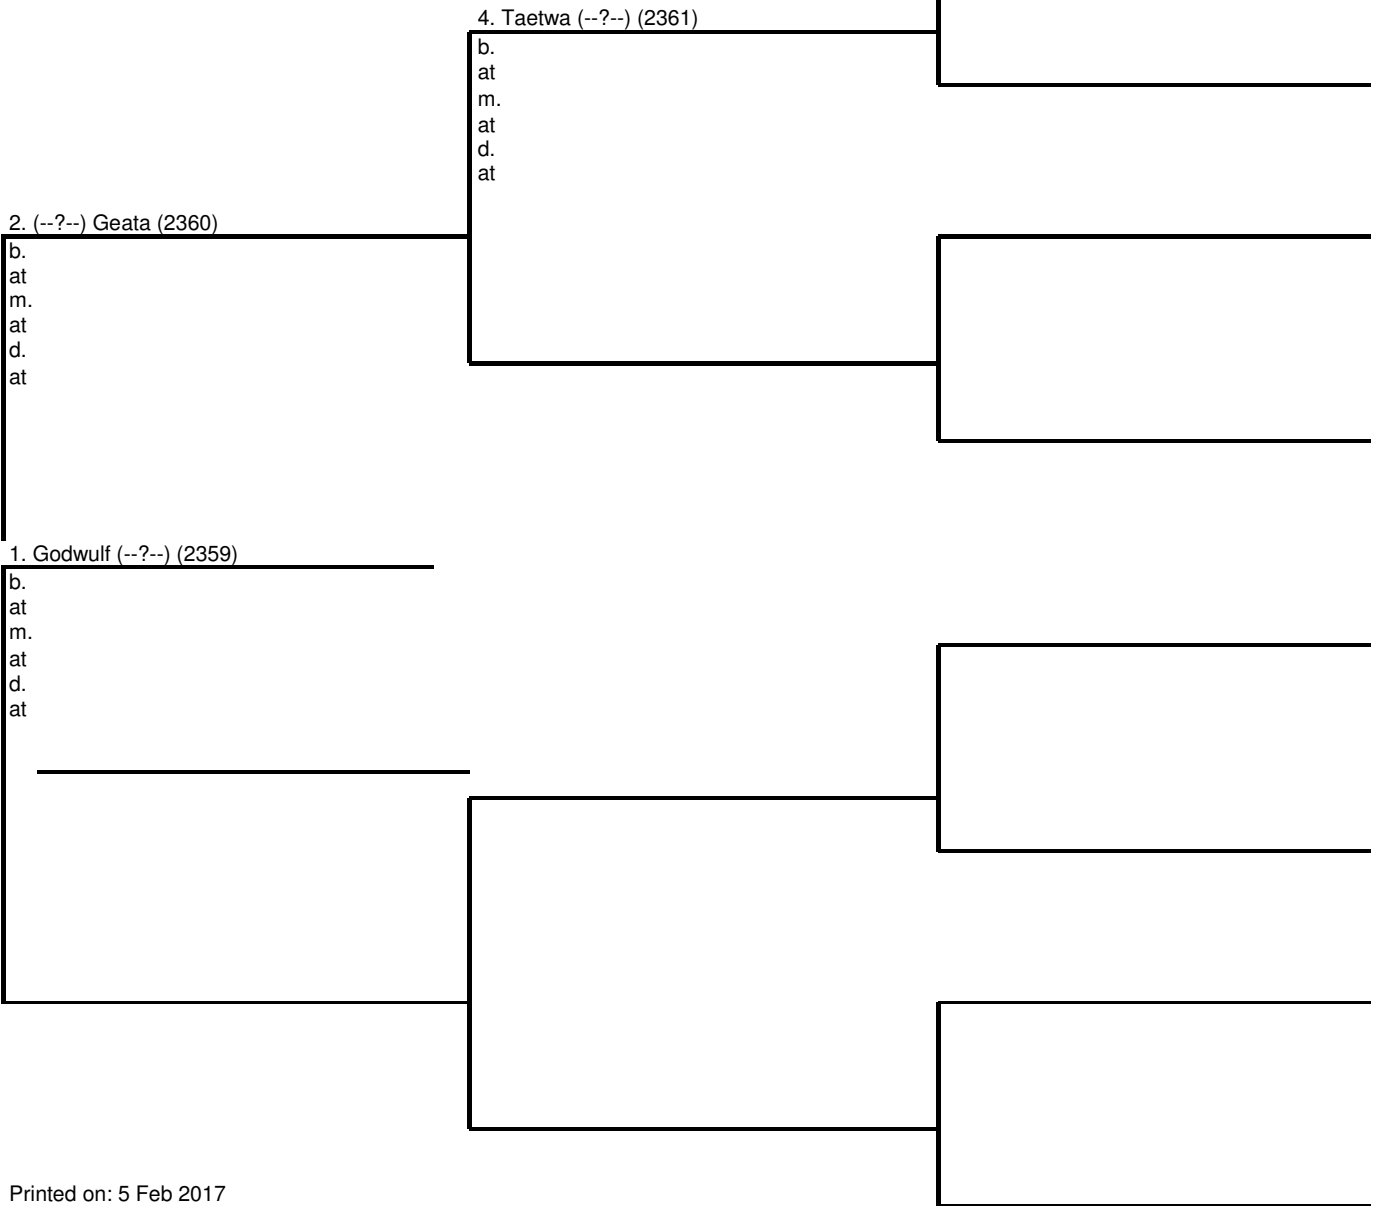 4. Taetwa (--?--) (2361)
b.
at
m.
at
d.
at
2. (--?--) Geata (2360)
b.
at
m.
at
d.
at
1. Godwulf (--?--) (2359)
b.
at
m.
at
d.
at
Printed on: 5 Feb 2017